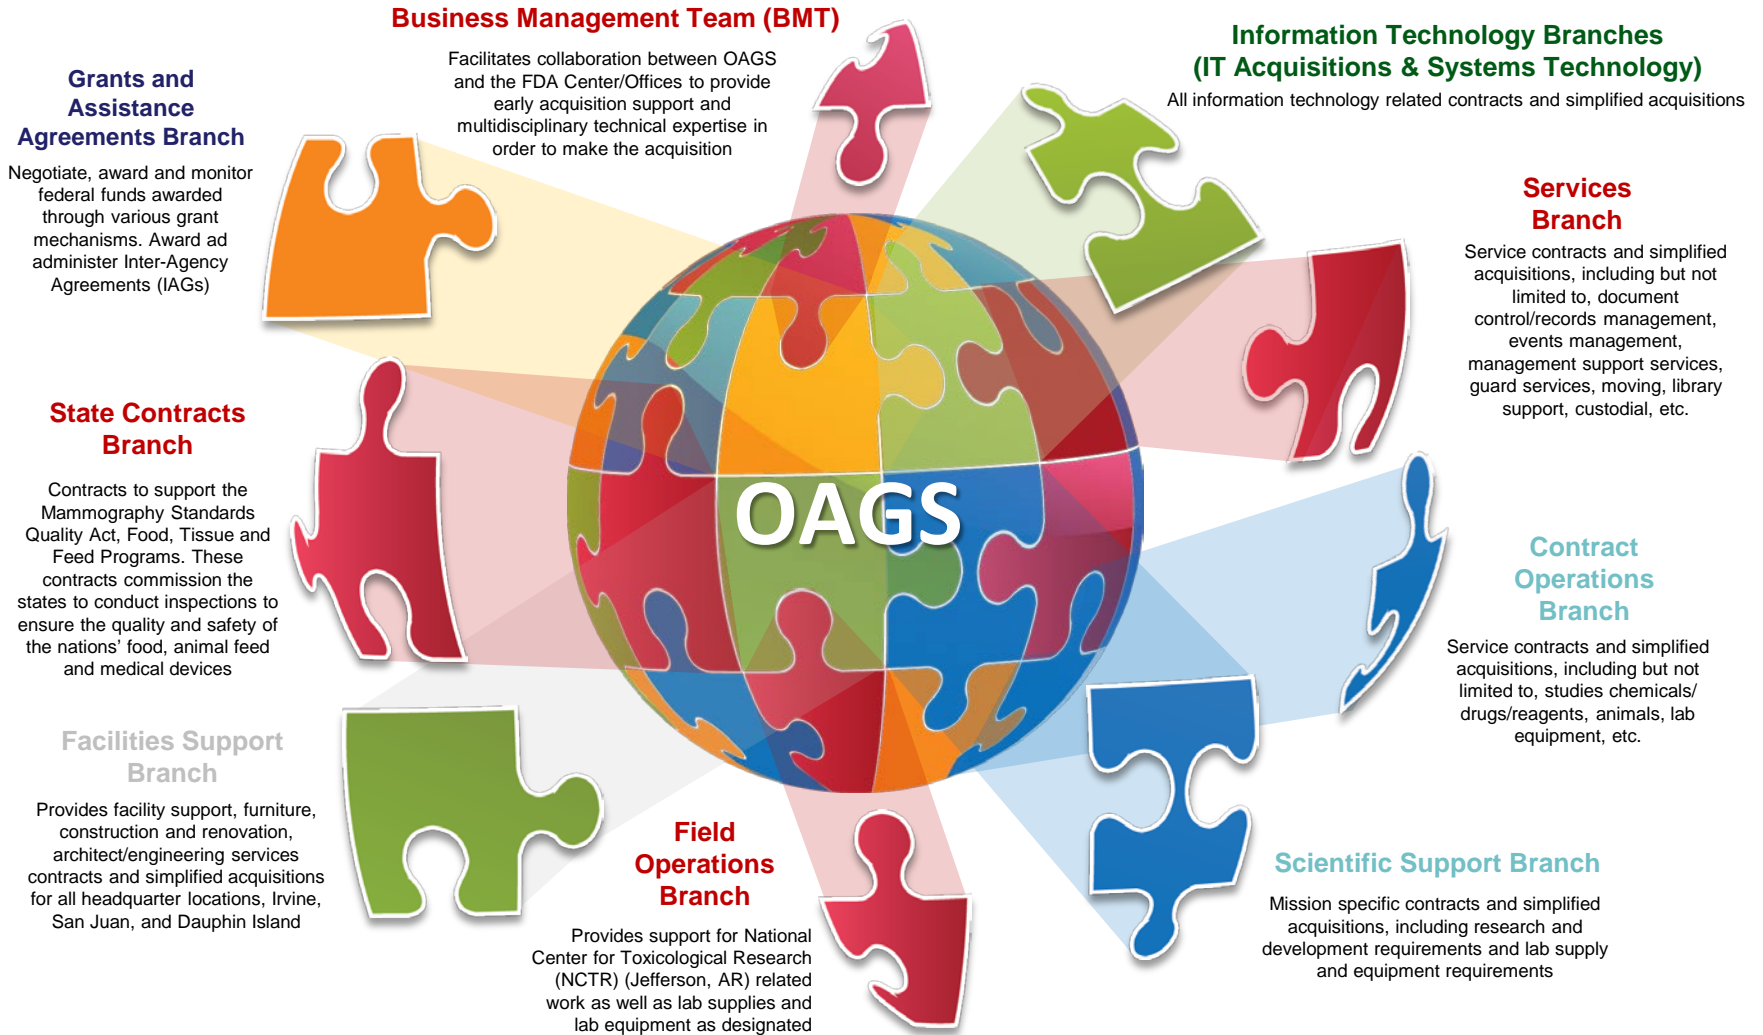 Business Management Team (BMT)
Facilitates collaboration between OAGS
and the FDA Center/Offices to provide
early acquisition support and
multidisciplinary technical expertise in
order to make the acquisition
Information Technology Branches
(IT Acquisitions & Systems Technology)
All information technology related contracts and simplified acquisitions
Grants and
Assistance
Agreements Branch
Negotiate, award and monitor
federal funds awarded
through various grant
mechanisms. Award ad
administer Inter-Agency
Agreements (IAGs)
Services
Branch
Service contracts and simplified
acquisitions, including but not
limited to, document
control/records management,
events management,
management support services,
guard services, moving, library
support, custodial, etc.
State Contracts
Branch
Contracts to support the
Mammography Standards
Quality Act, Food, Tissue and
Feed Programs. These
contracts commission the
states to conduct inspections to
ensure the quality and safety of
the nations' food, animal feed
and medical devices
OAGS
Contract
Operations
Branch
Service contracts and simplified
acquisitions, including but not
limited to, studies chemicals/
drugs/reagents, animals, lab
equipment, etc.
Facilities Support
Branch
Provides facility support, furniture,
construction and renovation,
architect/engineering services
contracts and simplified acquisitions
for all headquarter locations, Irvine,
San Juan, and Dauphin Island
Field
Operations
Branch
Provides support for National
Center for Toxicological Research
(NCTR) (Jefferson, AR) related
work as well as lab supplies and
lab equipment as designated
Scientific Support Branch
Mission specific contracts and simplified
acquisitions, including research and
development requirements and lab supply
and equipment requirements